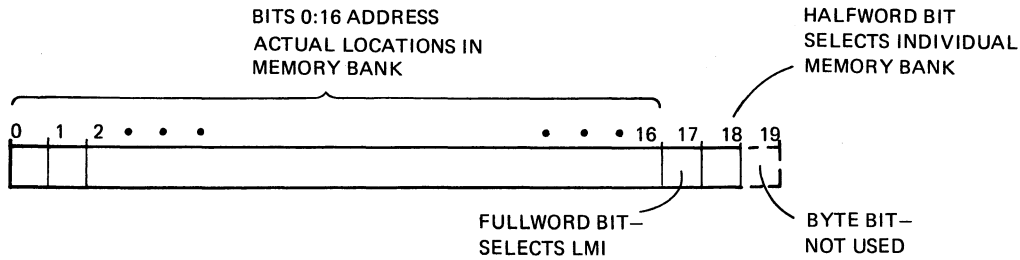 BITS 0:16 ADDRESS
ACTUAL LOCATIONS IN
MEMORY BANK
HALFWORD BIT
SELECTS INDIVIDUAL
MEMORY BANK
0 1 2 • • • • • • 16 17 18 19
FULLWORD BIT–
SELECTS LMI
BYTE BIT–
NOT USED